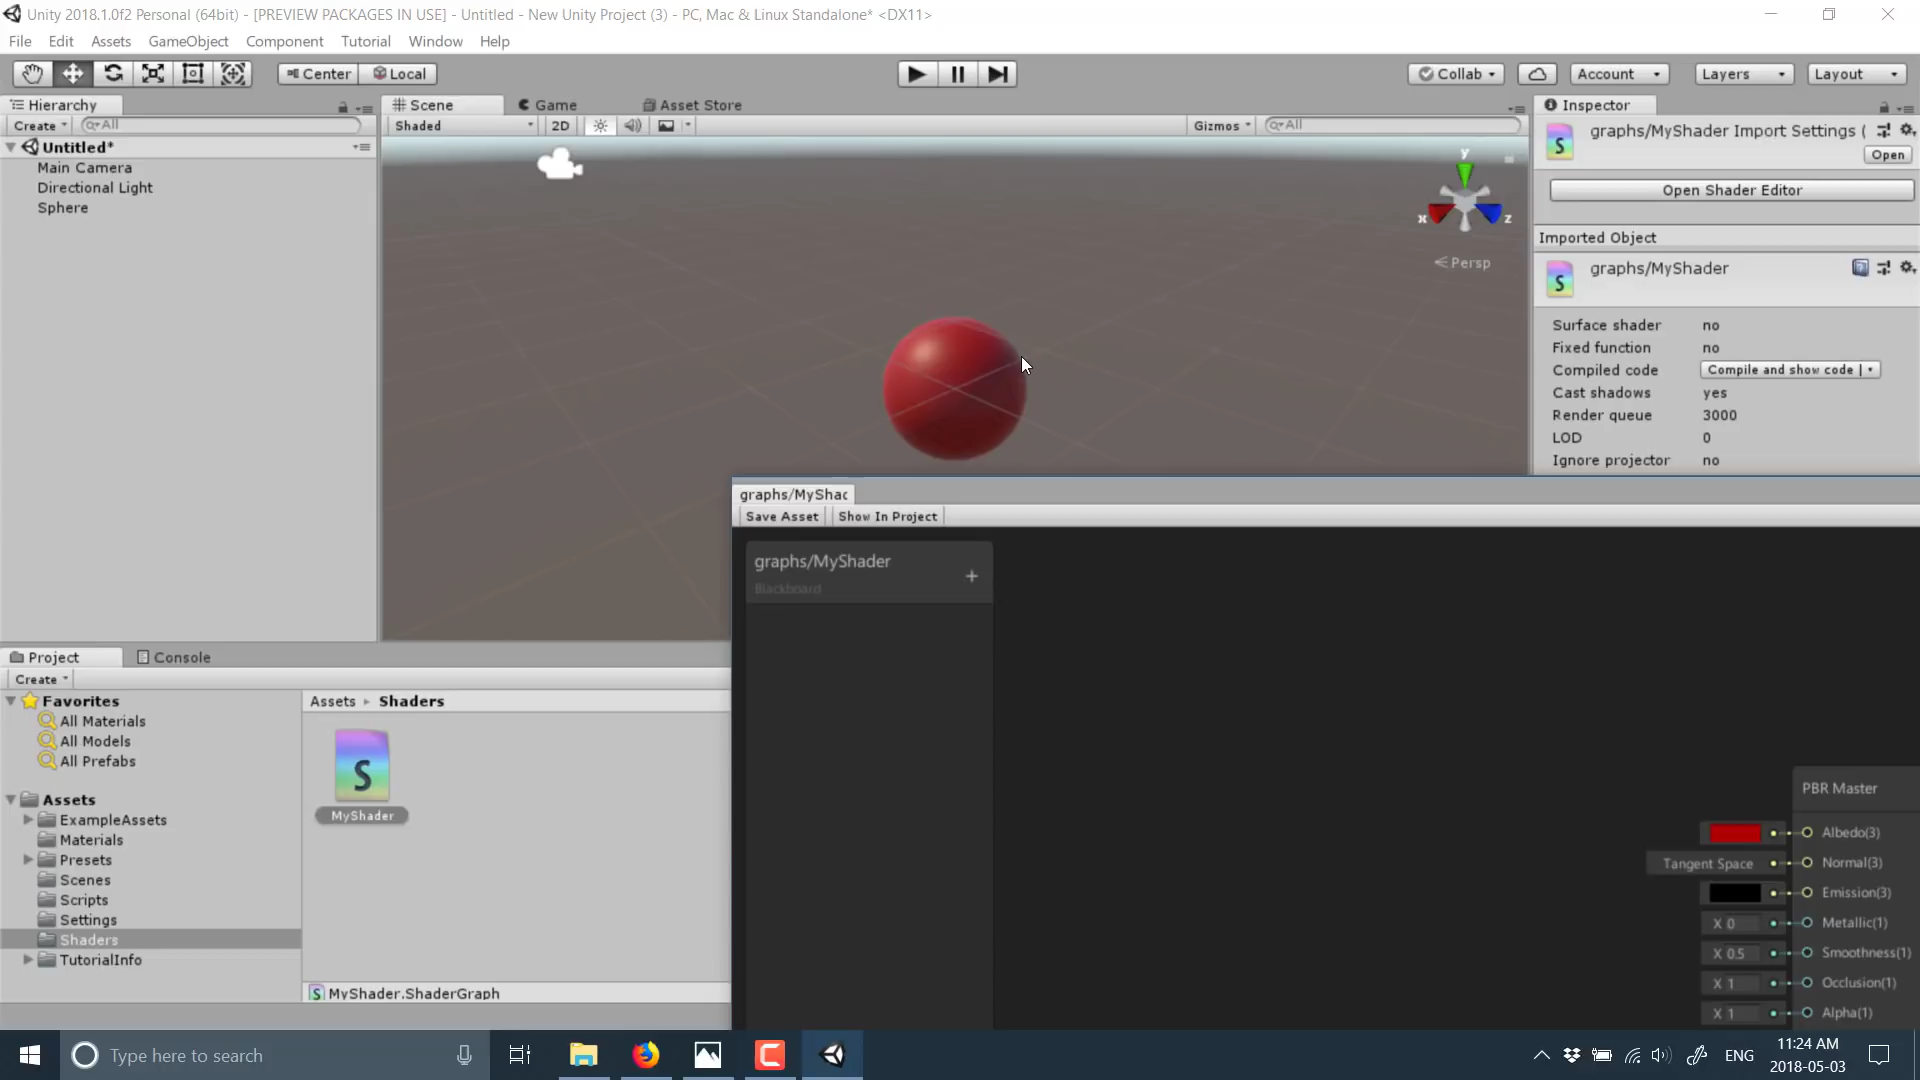 Unity 2018.1.0f2 Personal (64bit) - [PREVIEW PACKAGES IN USE] - Untitled - New Unity Project (3) - PC, Mac & Linux Standalone* <DX11>
File Edit Assets GameObject Component Tutorial Window Help
Center Local Collab Account Layers Layout
Hierarchy
Create All
Untitled*
Main Camera
Directional Light
Sphere
Scene Game Asset Store
Shaded 2D Gizmos All
y
x
z
Persp
Inspector
graphs/MyShader Import Settings (
Open
Open Shader Editor
Imported Object
graphs/MyShader
Surface shader no
Fixed function no
Compiled code Compile and show code
Cast shadows yes
Render queue 3000
LOD 0
Ignore projector no
graphs/MyShac
Save Asset Show In Project
graphs/MyShader
Blackboard
PBR Master
Albedo(3)
Tangent Space Normal(3)
Emission(3)
X 0 Metallic(1)
X 0.5 Smoothness(1)
X 1 Occlusion(1)
X 1 Alpha(1)
Project Console
Create
Favorites
All Materials
All Models
All Prefabs
Assets
ExampleAssets
Materials
Presets
Scenes
Scripts
Settings
Shaders
TutorialInfo
Assets Shaders
S
MyShader
MyShader.ShaderGraph
Type here to search
ENG
11:24 AM
2018-05-03